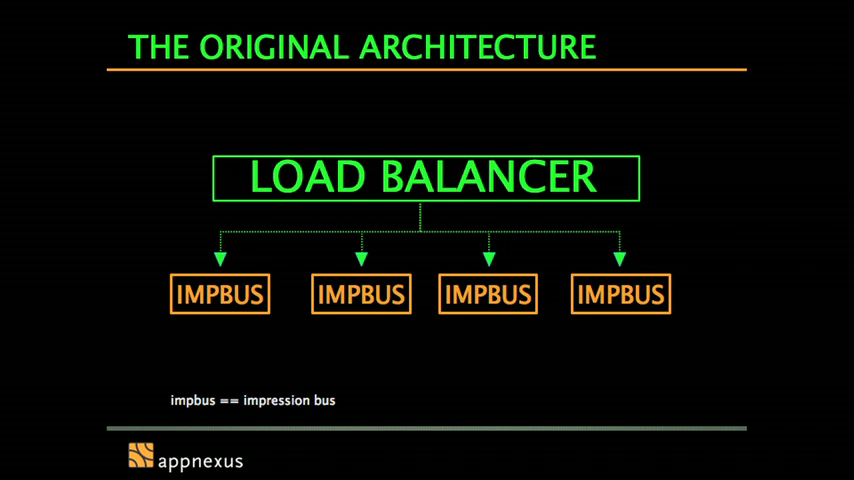 THE ORIGINAL ARCHITECTURE
LOAD BALANCER
IMPBUS IMPBUS IMPBUS IMPBUS
impbus == impression bus
appnexus